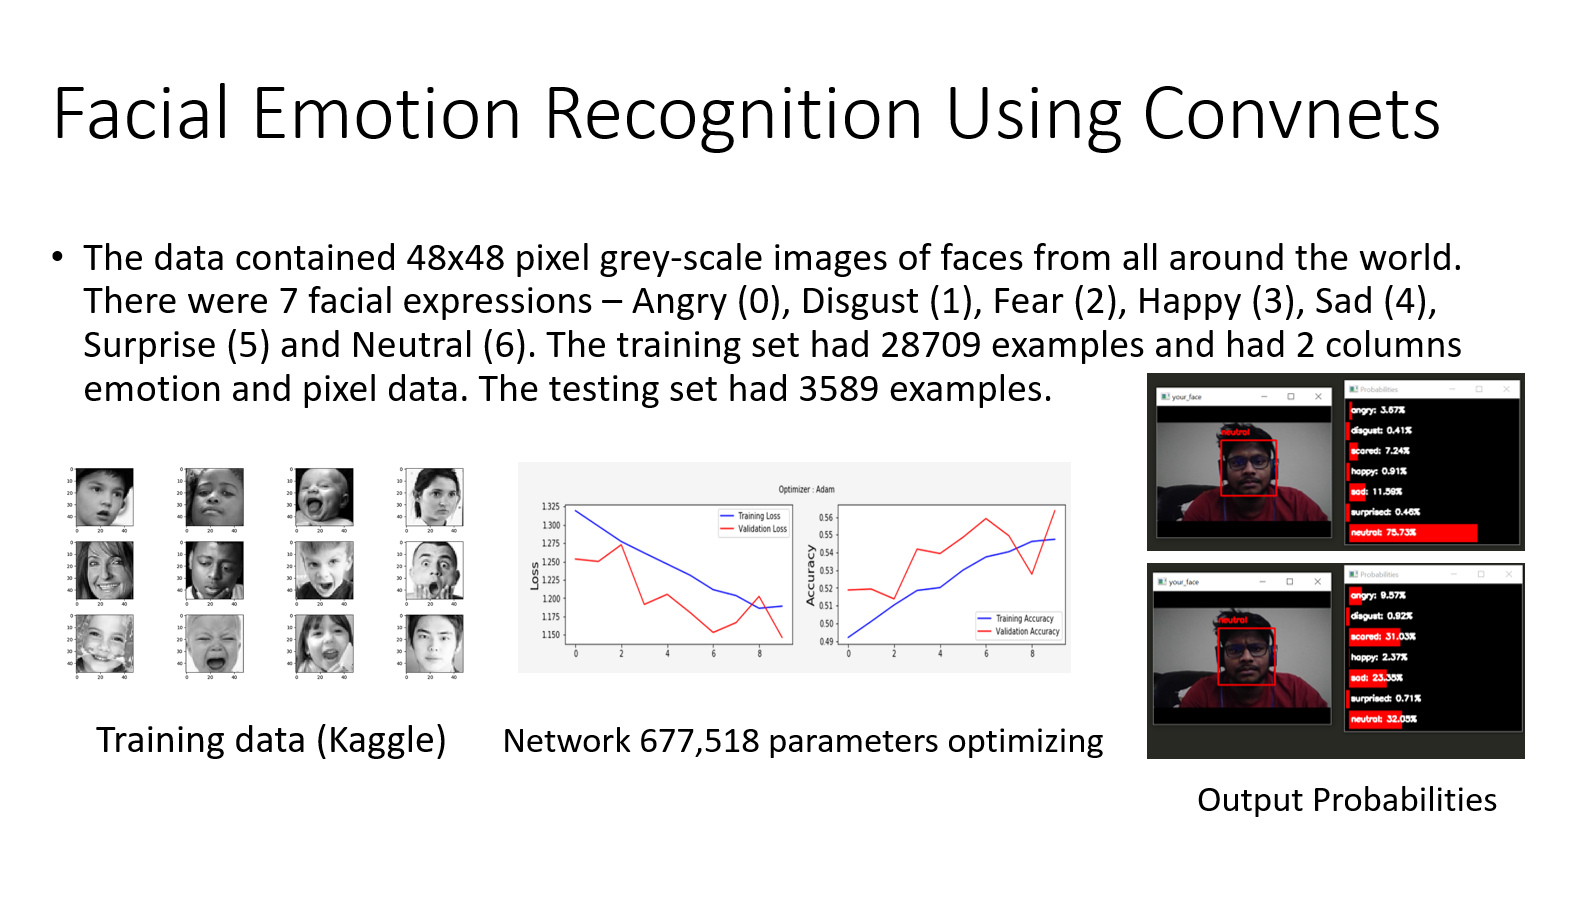 Facial Emotion Recognition Using Convnets
• The data contained 48x48 pixel grey-scale images of faces from all around the world.
There were 7 facial expressions – Angry (0), Disgust (1), Fear (2), Happy (3), Sad (4),
Surprise (5) and Neutral (6). The training set had 28709 examples and had 2 columns
emotion and pixel data. The testing set had 3589 examples.
Optimizer : Adam
Loss
1.325
1.300
1.275
1.250
1.225
1.200
1.175
1.150
0 2 4 6 8
Training Loss
Validation Loss
Accuracy
0.56
0.55
0.54
0.53
0.52
0.51
0.50
0.49
0 2 4 6 8
Training Accuracy
Validation Accuracy
your_face
neutral
Probabilities
angry: 3.67%
disgust: 0.41%
scared: 7.24%
happy: 0.91%
sad: 11.59%
surprised: 0.46%
neutral: 75.73%
your_face
neutral
Probabilities
angry: 9.57%
disgust: 0.92%
scared: 31.03%
happy: 2.37%
sad: 23.35%
surprised: 0.71%
neutral: 32.05%
Training data (Kaggle)
Network 677,518 parameters optimizing
Output Probabilities